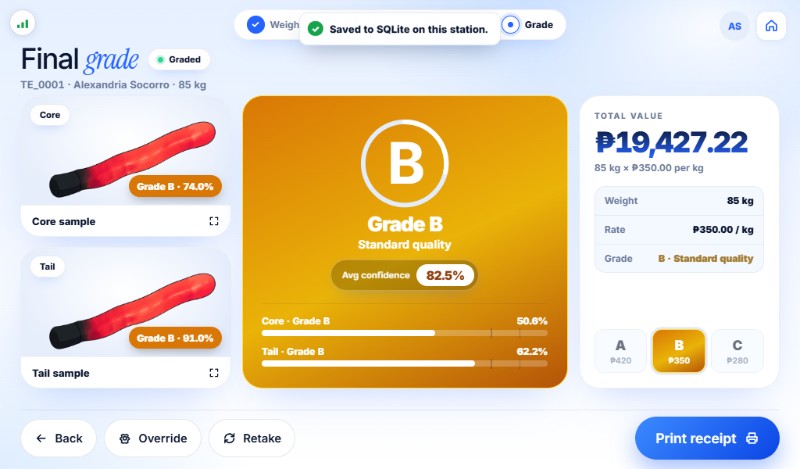 Weigh
Saved to SQLite on this station.
Grade
AS
Final grade
Graded
TE_0001 · Alexandria Socorro · 85 kg
Core
Grade B · 74.0%
Core sample
Tail
Grade B · 91.0%
Tail sample
B
Grade B
Standard quality
Avg confidence 82.5%
Core · Grade B 50.6%
Tail · Grade B 62.2%
TOTAL VALUE
₱19,427.22
85 kg × ₱350.00 per kg
Weight 85 kg
Rate ₱350.00 / kg
Grade B · Standard quality
A
₱420
B
₱350
C
₱280
Back
Override
Retake
Print receipt